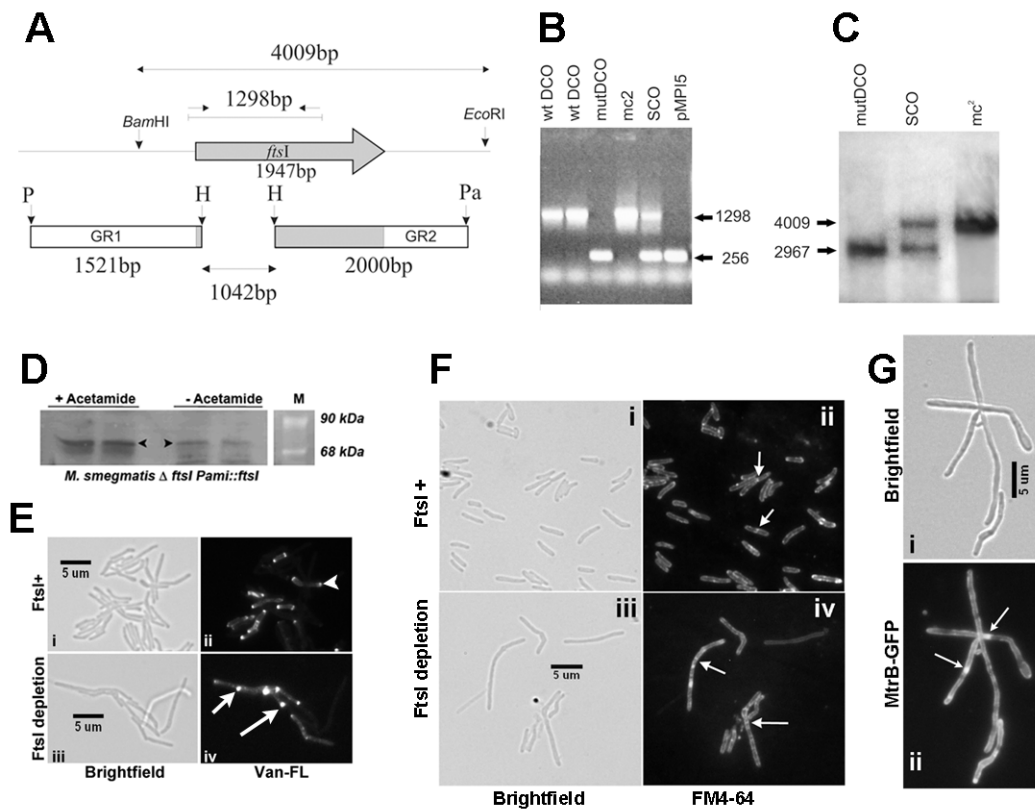 A
4009bp
1298bp
BamHI
EcoRI
ftsI
1947bp
P
H
H
Pa
GR1
GR2
1521bp
2000bp
1042bp
B
wt DCO
wt DCO
mutDCO
mc2
SCO
pMPI5
1298
256
C
mutDCO
SCO
mc²
4009
2967
D
+ Acetamide
- Acetamide
M
90 kDa
68 kDa
M. smegmatis Δ ftsI Pami::ftsI
E
FtsI+
5 um
i
ii
FtsI depletion
5 um
iii
iv
Brightfield
Van-FL
F
FtsI +
i
ii
FtsI depletion
iii
iv
5 um
Brightfield
FM4-64
G
Brightfield
5 um
i
MtrB-GFP
ii